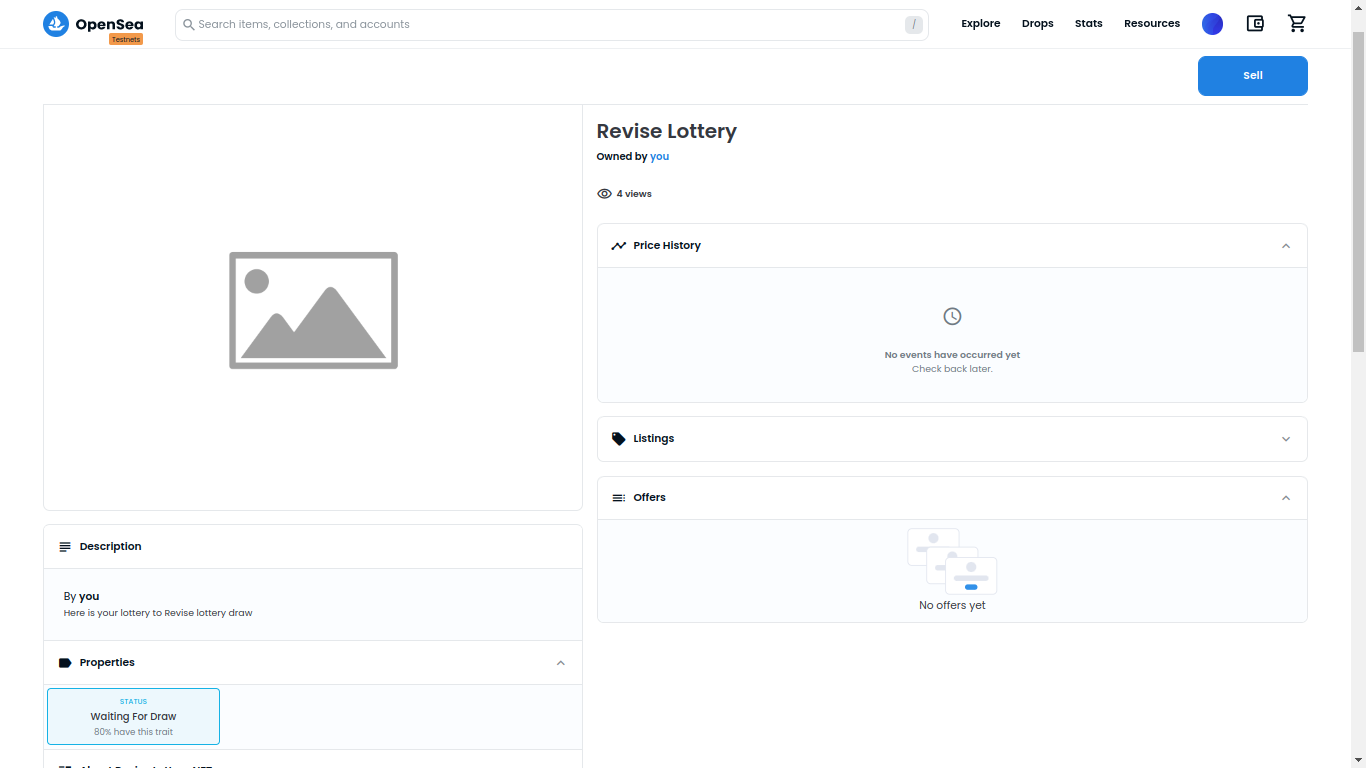 OpenSea
Testnets
Search items, collections, and accounts
/
Explore
Drops
Stats
Resources
Sell
Revise Lottery
Owned by you
4 views
Price History
No events have occurred yet
Check back later.
Listings
Offers
No offers yet
Description
By you
Here is your lottery to Revise lottery draw
Properties
STATUS
Waiting For Draw
80% have this trait